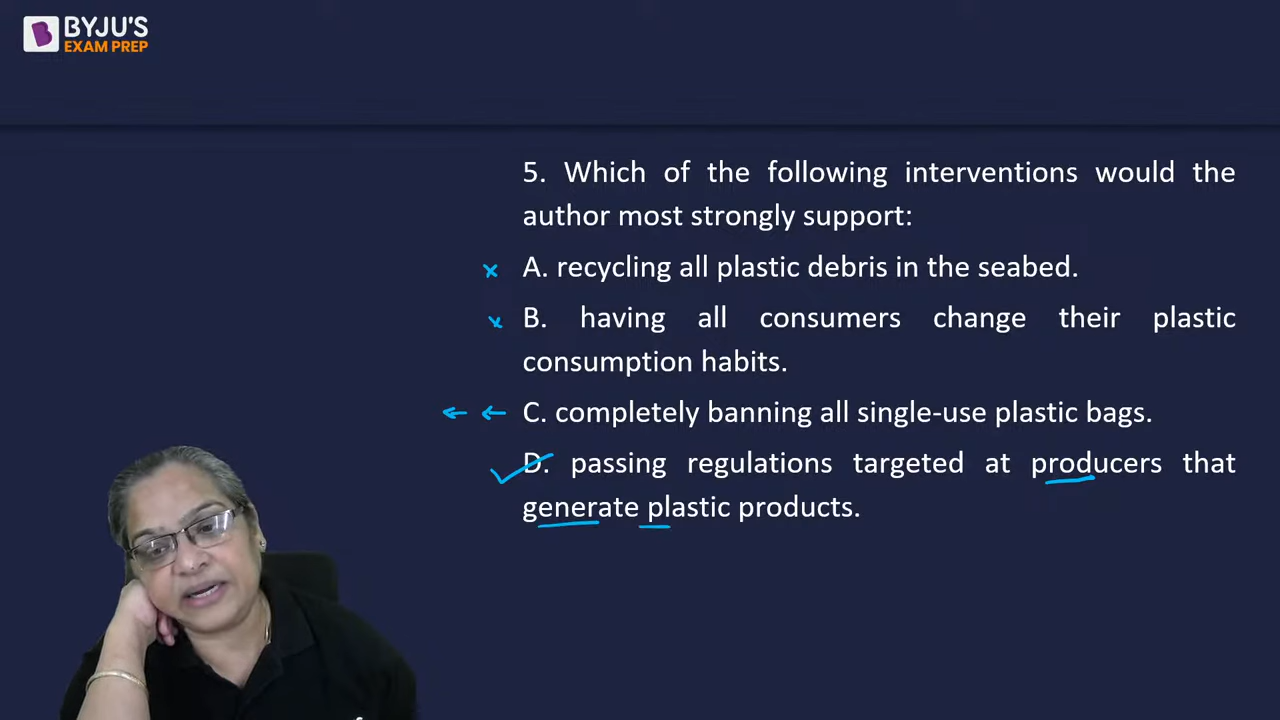 BYJU'S
EXAM PREP
5. Which of the following interventions would the
author most strongly support:
A. recycling all plastic debris in the seabed.
B. having all consumers change their plastic
consumption habits.
C. completely banning all single-use plastic bags.
D. passing regulations targeted at producers that
generate plastic products.